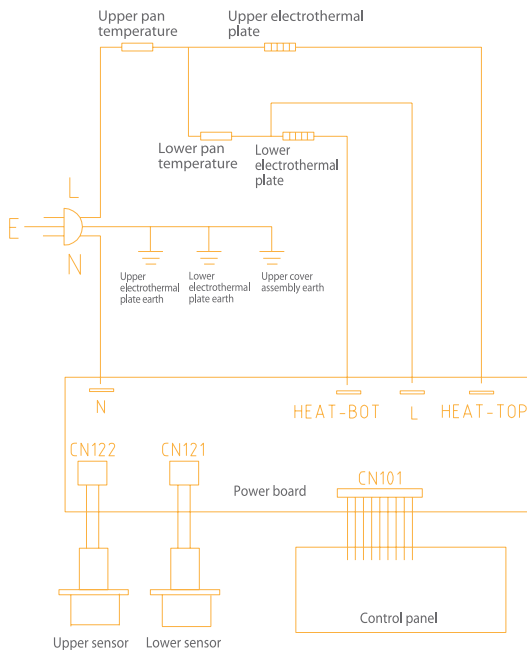 Upper pan
temperature
Upper electrothermal
plate
Lower pan
temperature
Lower
electrothermal
plate
L
E
N
Upper
electrothermal
plate earth
Lower
electrothermal
plate earth
Upper cover
assembly earth
N
HEAT-BOT
L
HEAT-TOP
CN122
CN121
CN101
Power board
Control panel
Upper sensor
Lower sensor